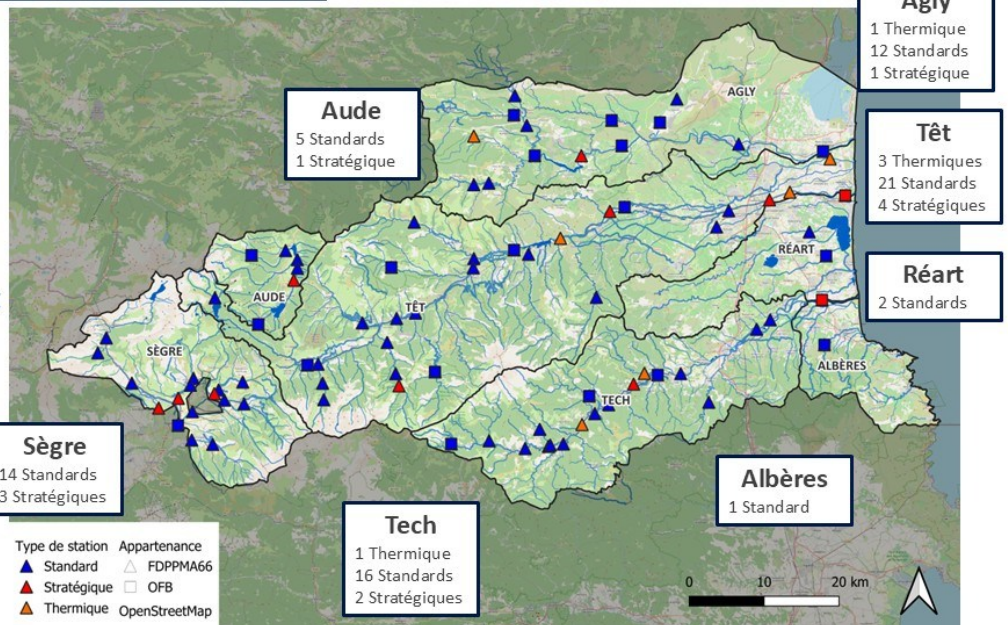 Agly
1 Thermique
12 Standards
1 Stratégique
Aude
5 Standards
1 Stratégique
Têt
3 Thermiques
21 Standards
4 Stratégiques
Réart
2 Standards
AGLY
RÉART
AUDE
TÊT
SÈGRE
ALBÈRES
TECH
Sègre
14 Standards
3 Stratégiques
Albères
1 Standard
Tech
1 Thermique
16 Standards
2 Stratégiques
Type de station Appartenance
Standard FDPPMA66
Stratégique OFB
Thermique OpenStreetMap
0 10 20 km